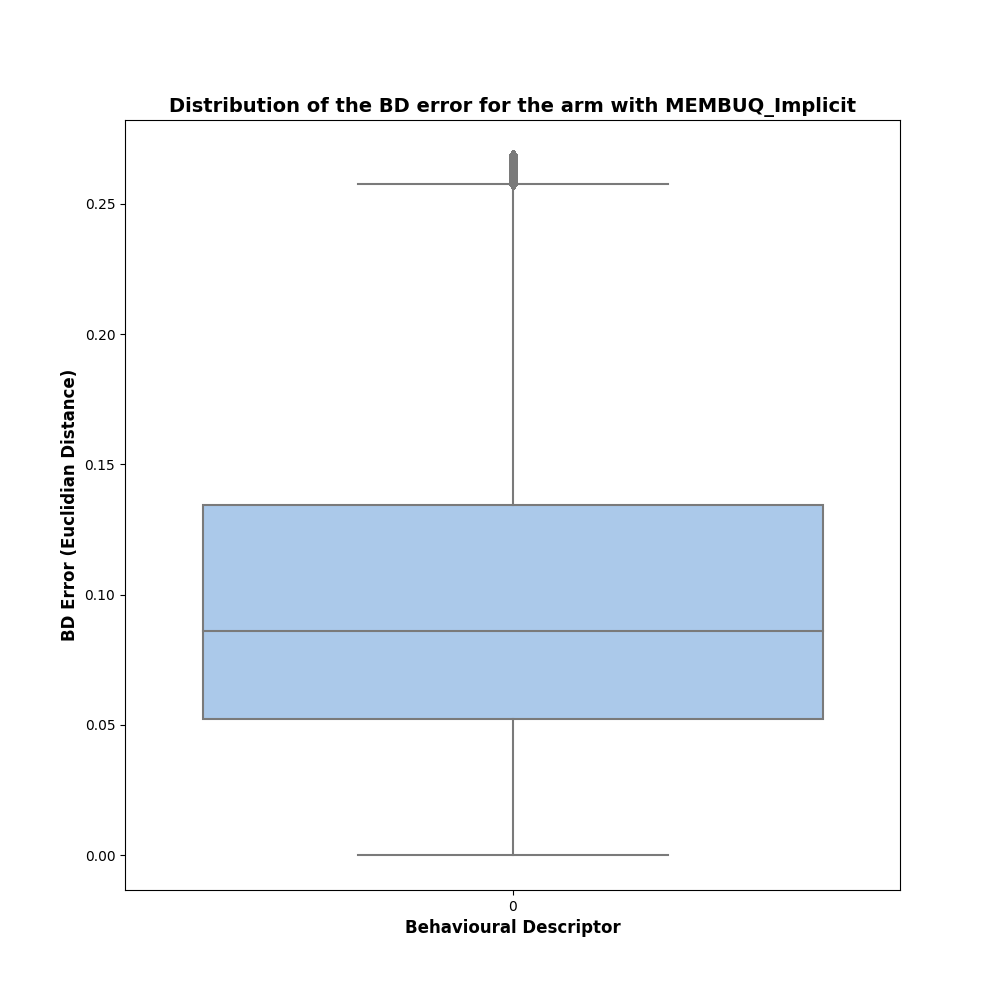 Distribution of the BD error for the arm with MEMBUQ_Implicit
0.25
0.20
0.15
0.10
0.05
0.00
BD Error (Euclidian Distance)
0
Behavioural Descriptor